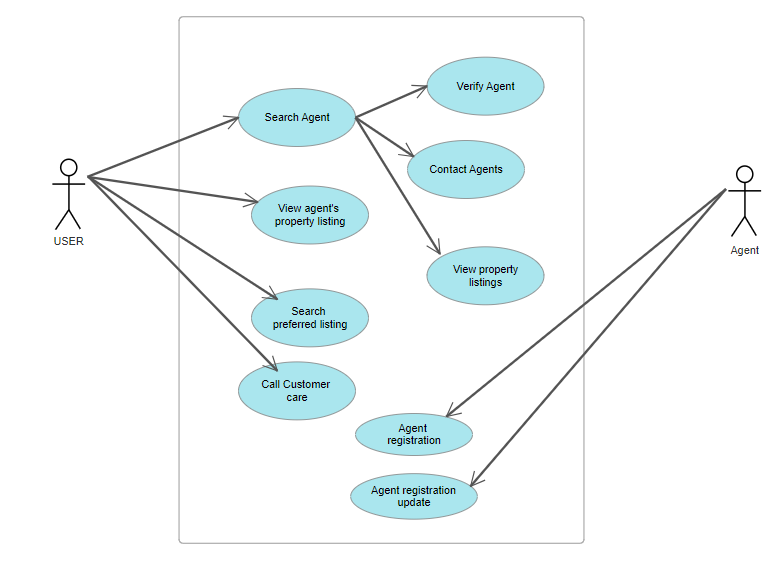 Verify Agent
Search Agent
Contact Agents
View agent's
property listing
USER
Agent
View property
listings
Search
preferred listing
Call Customer
care
Agent
registration
Agent registration
update